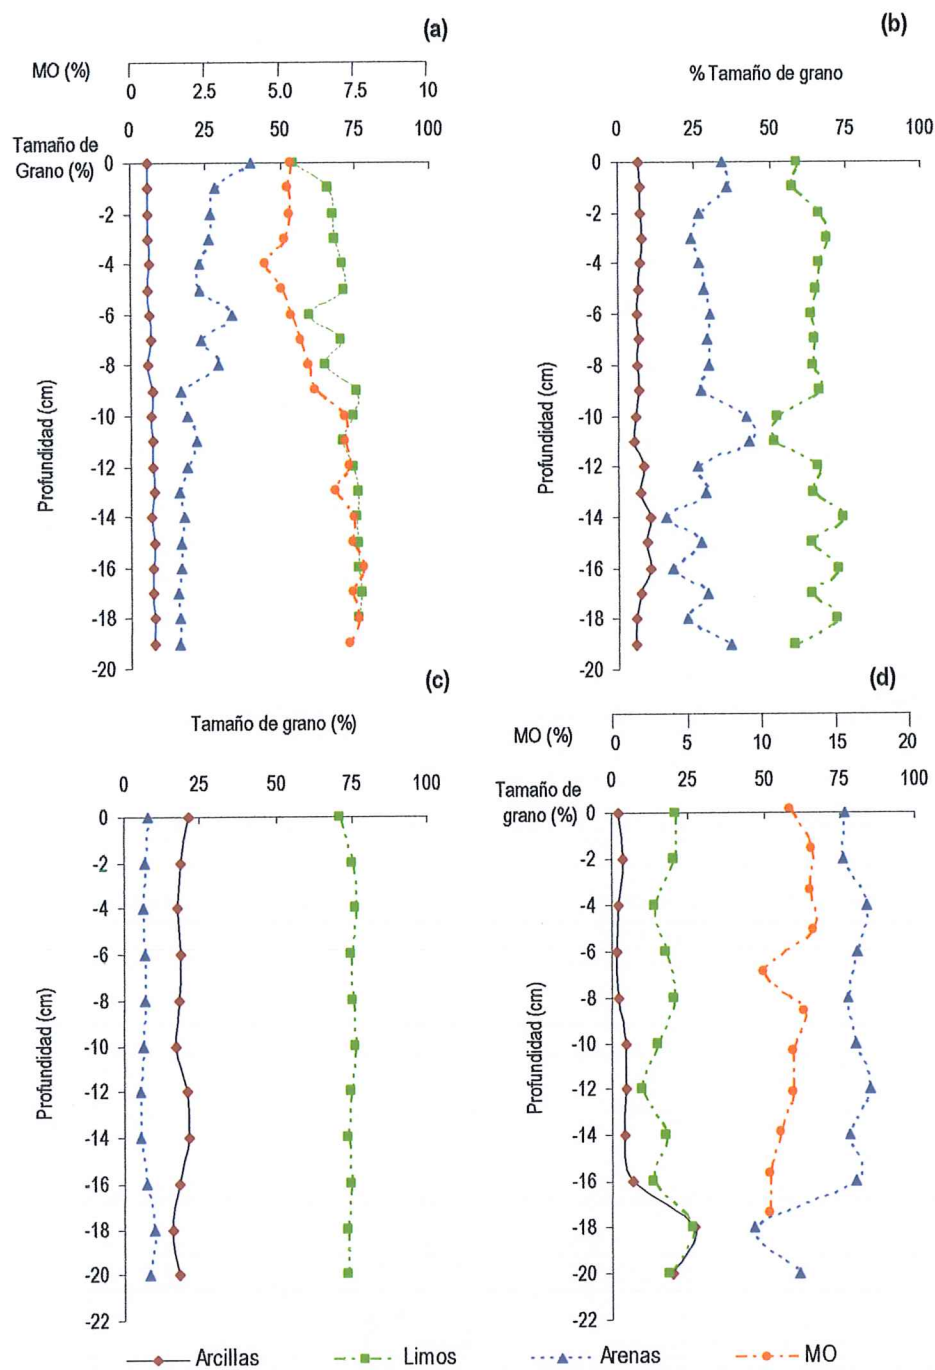 (a)
MO (%)
0 2.5 5.0 7.5 10
Tamaño de
Grano (%)
0 25 50 75 100
0
-2
-4
-6
-8
-10
-12
-14
-16
-18
-20
Profundidad (cm)
(b)
% Tamaño de grano
0 25 50 75 100
0
-2
-4
-6
-8
-10
-12
-14
-16
-18
-20
Profundidad (cm)
(c)
Tamaño de grano (%)
0 25 50 75 100
0
-2
-4
-6
-8
-10
-12
-14
-16
-18
-20
-22
Profundidad (cm)
(d)
MO (%)
0 5 10 15 20
Tamaño de
grano (%)
0 25 50 75 100
0
-2
-4
-6
-8
-10
-12
-14
-16
-18
-20
-22
Profundidad (cm)
Arcillas Limos Arenas MO